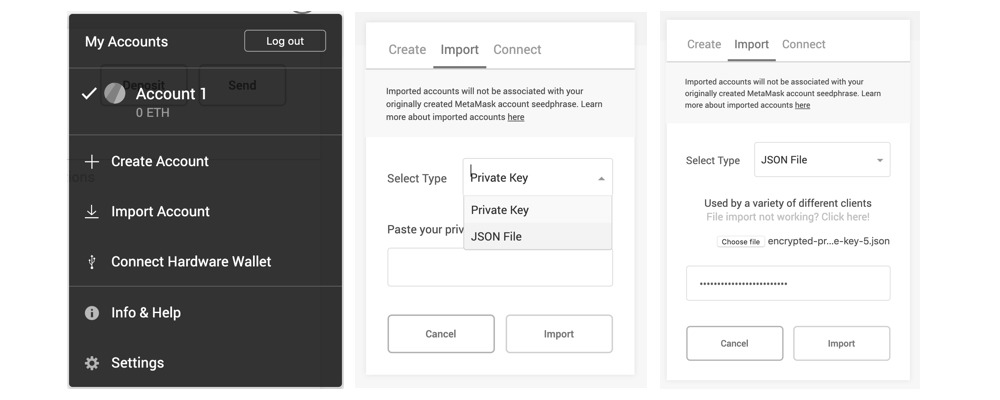 My Accounts
Log out
Deposit
Send
Account 1
0 ETH
ions
Create Account
Import Account
Connect Hardware Wallet
Info & Help
Settings
Create Import Connect
Imported accounts will not be associated with your
originally created MetaMask account seedphrase. Learn
more about imported accounts here
Select Type
Private Key
Private Key
JSON File
Paste your priv
Cancel
Import
Create Import Connect
Imported accounts will not be associated with your
originally created MetaMask account seedphrase. Learn
more about imported accounts here
Select Type
JSON File
Used by a variety of different clients
File import not working? Click here!
Choose file encrypted-pr...e-key-5.json
Cancel
Import